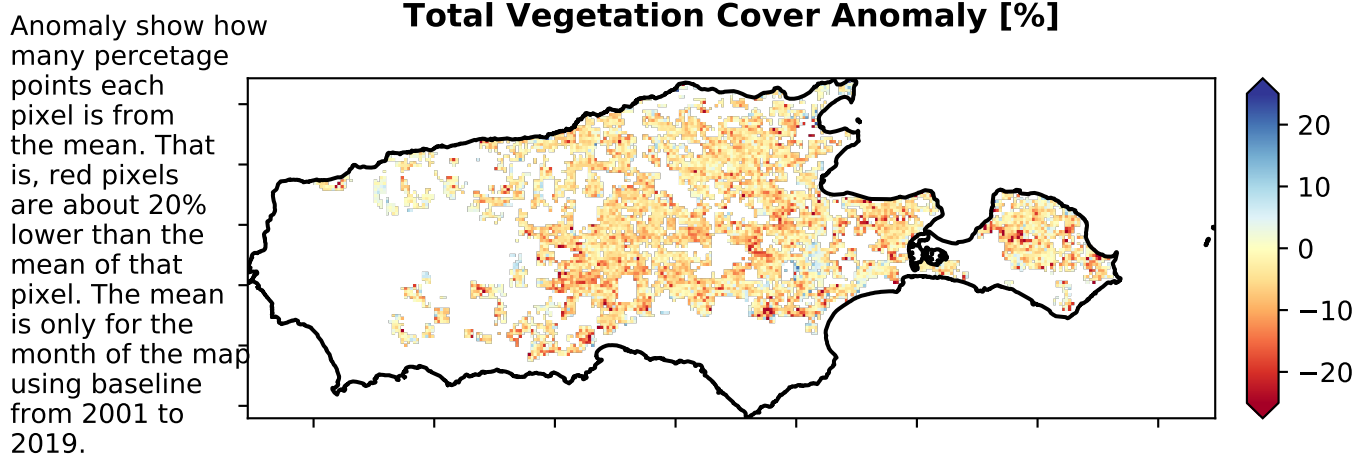 Total Vegetation Cover Anomaly [%]
Anomaly show how
many percetage
points each
pixel is from
the mean. That
is, red pixels
are about 20%
lower than the
mean of that
pixel. The mean
is only for the
month of the map
using baseline
from 2001 to
2019.
20
10
0
−10
−20